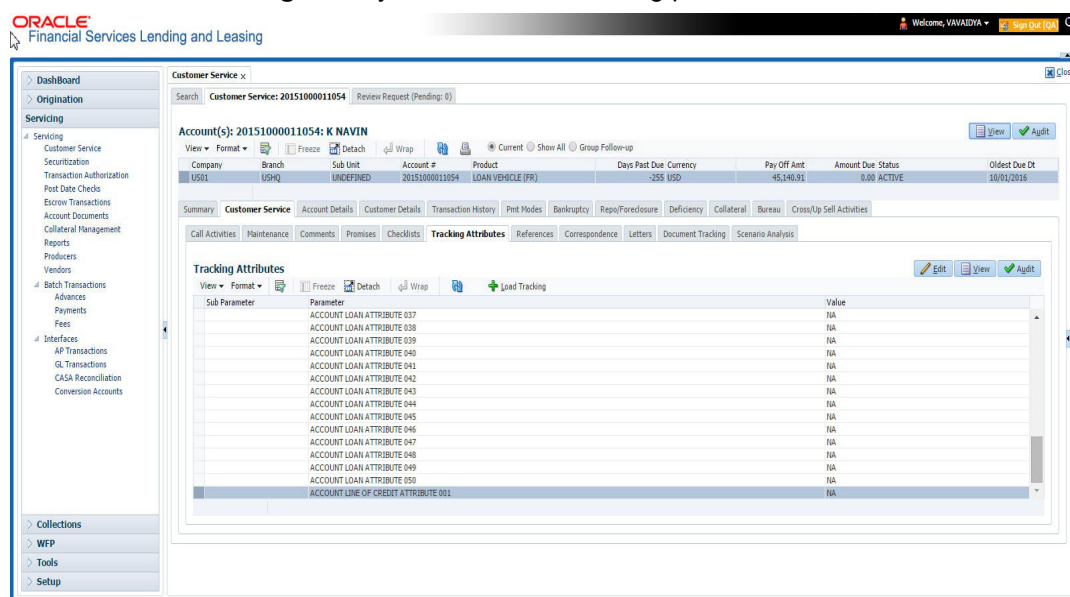 ORACLE'
Financial Services Lending and Leasing
Welcome, VAVAIDYA
Sign Out [QA]
DashBoard
Origination
Servicing
Servicing
Customer Service
Securitization
Transaction Authorization
Post Date Checks
Escrow Transactions
Account Documents
Collateral Management
Reports
Producers
Vendors
Batch Transactions
Advances
Payments
Fees
Interfaces
AP Transactions
GL Transactions
CASA Reconciliation
Conversion Accounts
Collections
WFP
Tools
Setup
Customer Service x
Clos
Search Customer Service: 20151000011054 Review Request (Pending: 0)
Account(s): 20151000011054: K NAVIN
View Audit
View Format Freeze Detach Wrap Current Show All Group Follow-up
Company Branch Sub Unit Account # Product Days Past Due Currency Pay Off Amt Amount Due Status Oldest Due Dt
US01 USHQ UNDEFINED 20151000011054 LOAN VEHICLE (FR) -255 USD 45,140.91 0.00 ACTIVE 10/01/2016
Summary Customer Service Account Details Customer Details Transaction History Pmt Modes Bankruptcy Repo/Foreclosure Deficiency Collateral Bureau Cross/Up Sell Activities
Call Activities Maintenance Comments Promises Checklists Tracking Attributes References Correspondence Letters Document Tracking Scenario Analysis
Tracking Attributes
Edit View Audit
View Format Freeze Detach Wrap Load Tracking
Sub Parameter Parameter Value
ACCOUNT LOAN ATTRIBUTE 037 NA
ACCOUNT LOAN ATTRIBUTE 038 NA
ACCOUNT LOAN ATTRIBUTE 039 NA
ACCOUNT LOAN ATTRIBUTE 040 NA
ACCOUNT LOAN ATTRIBUTE 041 NA
ACCOUNT LOAN ATTRIBUTE 042 NA
ACCOUNT LOAN ATTRIBUTE 043 NA
ACCOUNT LOAN ATTRIBUTE 044 NA
ACCOUNT LOAN ATTRIBUTE 045 NA
ACCOUNT LOAN ATTRIBUTE 046 NA
ACCOUNT LOAN ATTRIBUTE 047 NA
ACCOUNT LOAN ATTRIBUTE 048 NA
ACCOUNT LOAN ATTRIBUTE 049 NA
ACCOUNT LOAN ATTRIBUTE 050 NA
ACCOUNT LINE OF CREDIT ATTRIBUTE 001 NA